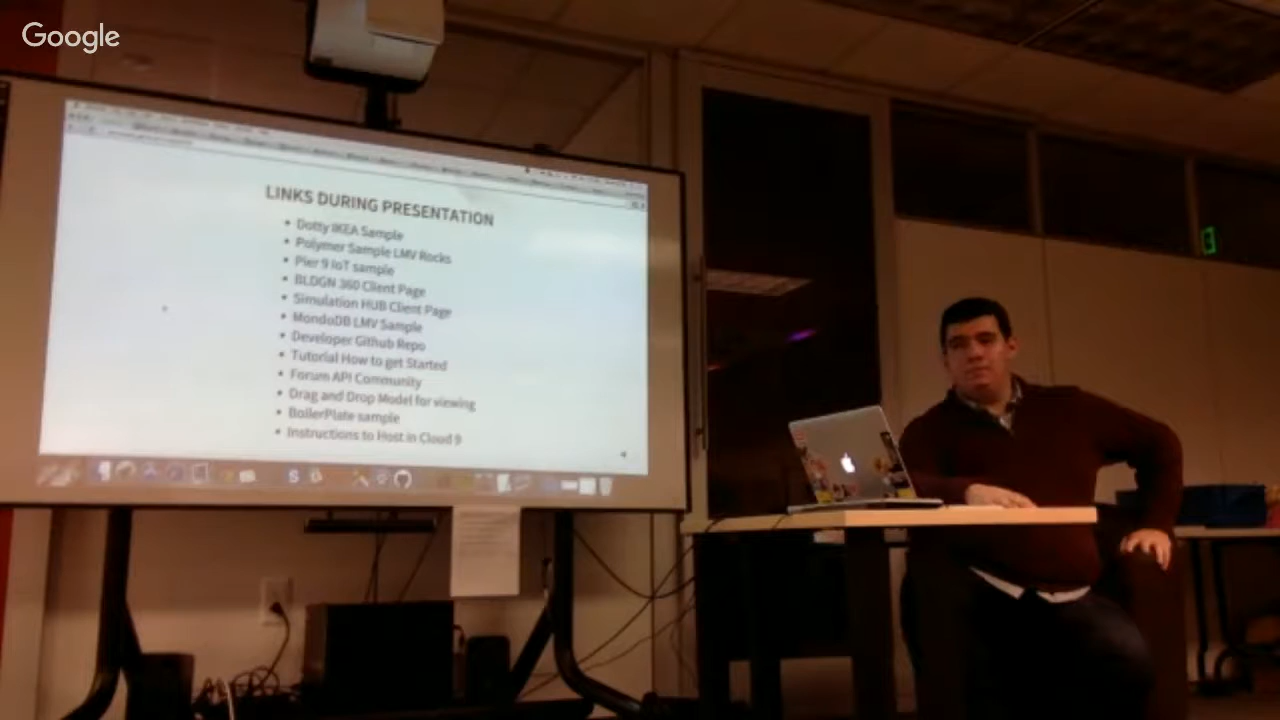 Google
LINKS DURING PRESENTATION
• Dotty IKEA Sample
• Polymer Sample LMV Rocks
• Pier 9 IoT sample
• BLDGN 360 Client Page
• Simulation HUB Client Page
• MondoDB LMV Sample
• Developer Github Repo
• Tutorial How to get Started
• Forum API Community
• Drag and Drop Model for viewing
• BoilerPlate sample
• Instructions to Host in Cloud 9